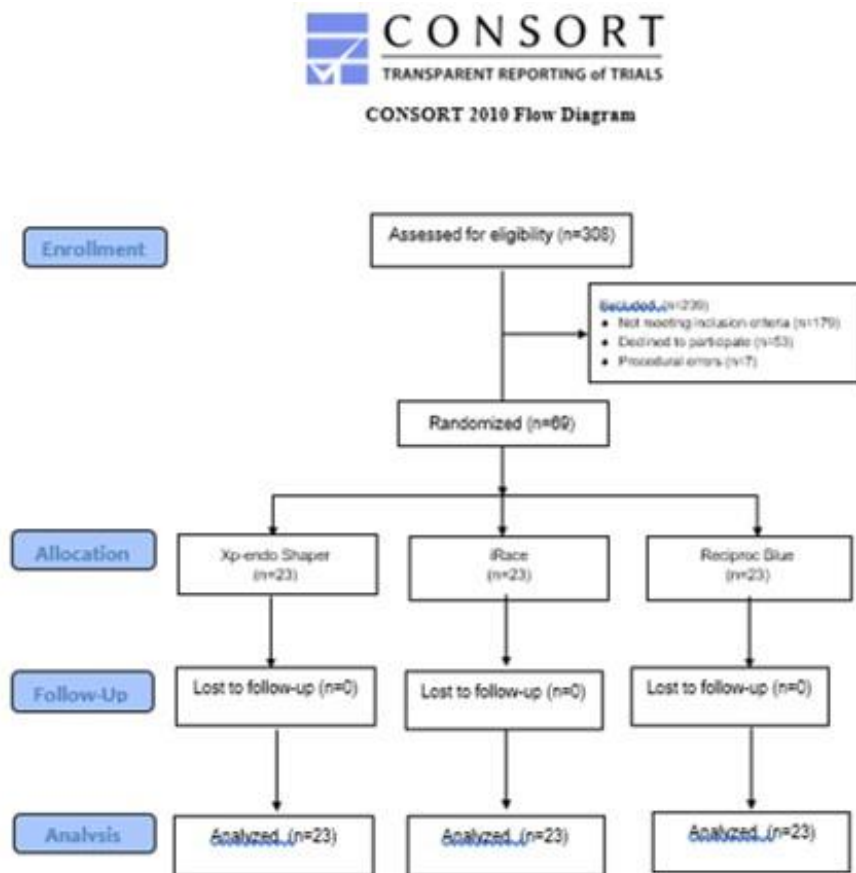 CONSORT
TRANSPARENT REPORTING of TRIALS
CONSORT 2010 Flow Diagram
Enrollment
Assessed for eligibility (n=308)
Excluded (n=239)
• Not meeting inclusion criteria (n=179)
• Declined to participate (n=53)
• Procedural errors (n=7)
Randomized (n=69)
Allocation
Xp-endo Shaper
(n=23)
iRace
(n=23)
Reciproc Blue
(n=23)
Follow-Up
Lost to follow-up (n=0)
Lost to follow-up (n=0)
Lost to follow-up (n=0)
Analysis
Analyzed (n=23)
Analyzed (n=23)
Analyzed (n=23)